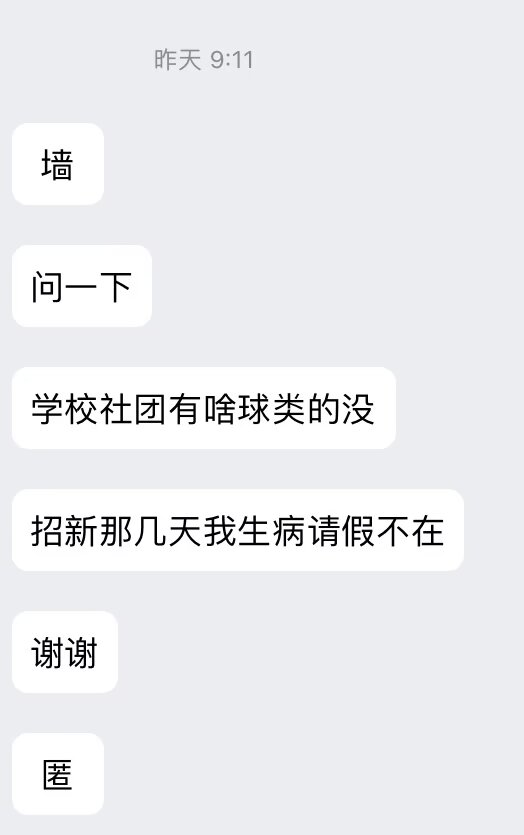 昨天 9:11
墙
问一下
学校社团有啥球类的没
招新那几天我生病请假不在
谢谢
匿